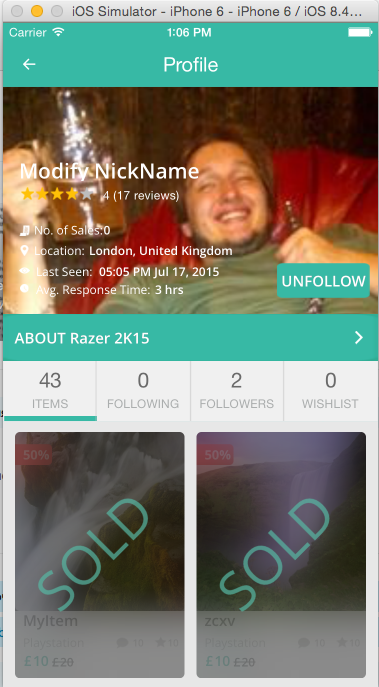 iOS Simulator - iPhone 6 - iPhone 6 / iOS 8.4...
Carrier 1:06 PM
Profile
Modify NickName
4 (17 reviews)
No. of Sales:0
Location: London, United Kingdom
Last Seen: 05:05 PM Jul 17, 2015
Avg. Response Time: 3 hrs
UNFOLLOW
ABOUT Razer 2K15
43 0 2 0
ITEMS FOLLOWING FOLLOWERS WISHLIST
50% 50%
SOLD SOLD
MyItem zcxv
Playstation 10 10 Playstation 10 10
£10 £20 £10 £20